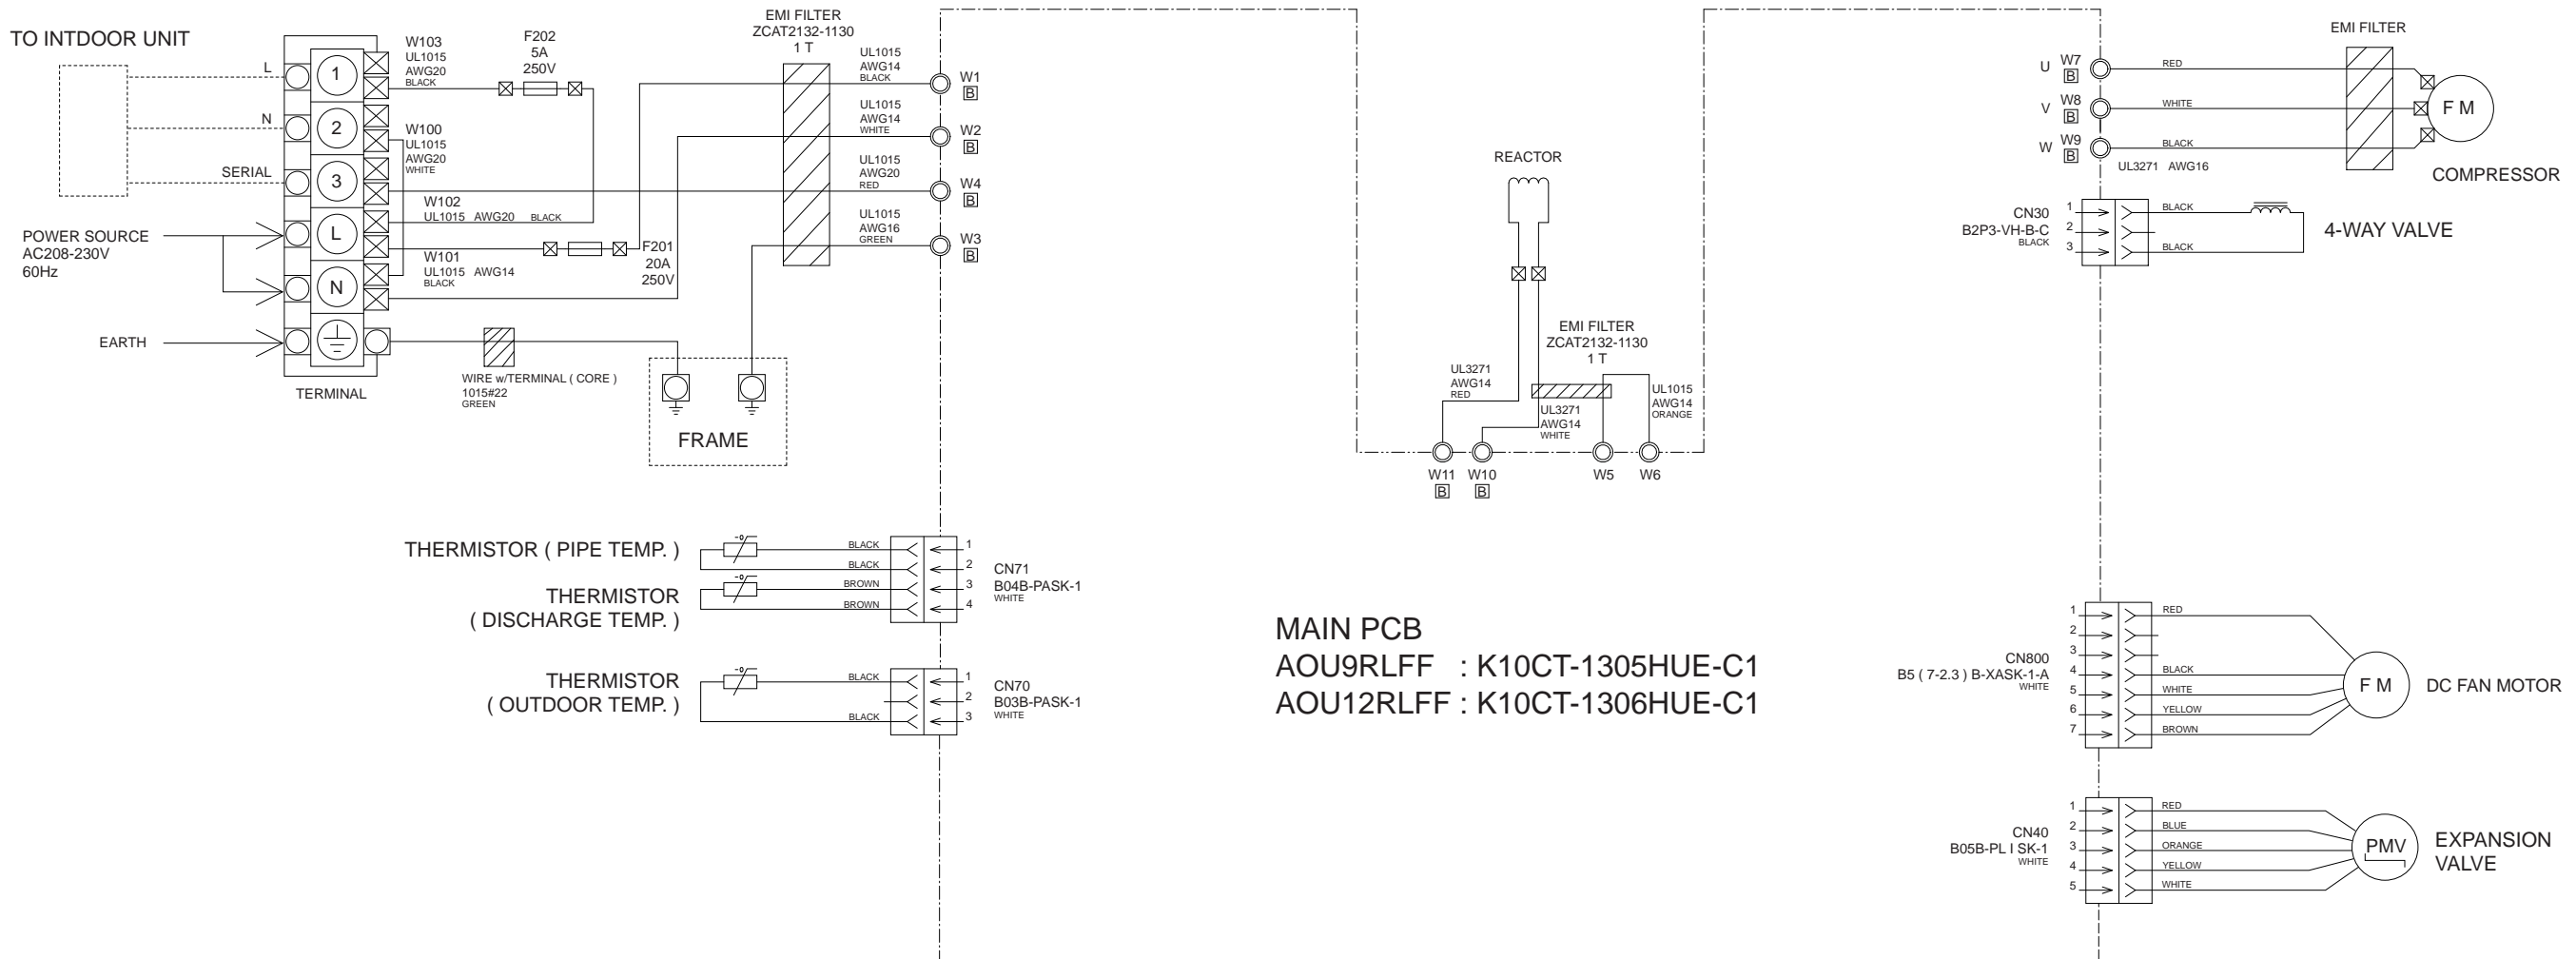 TO INTDOOR UNIT
L
N
SERIAL
POWER SOURCE
AC208-230V
60Hz
EARTH
1
2
3
L
N
TERMINAL
W103
UL1015
AWG20
BLACK
W100
UL1015
AWG20
WHITE
W102
UL1015 AWG20 BLACK
W101
UL1015 AWG14
BLACK
F202
5A
250V
F201
20A
250V
WIRE w/TERMINAL ( CORE )
1015#22
GREEN
FRAME
EMI FILTER
ZCAT2132-1130
1 T
UL1015
AWG14
BLACK
W1
B
UL1015
AWG14
WHITE
W2
B
UL1015
AWG20
RED
W4
B
UL1015
AWG16
GREEN
W3
B
REACTOR
EMI FILTER
ZCAT2132-1130
1 T
UL3271
AWG14
RED
UL3271
AWG14
WHITE
UL1015
AWG14
ORANGE
W11
B
W10
B
W5
W6
EMI FILTER
U W7
B
RED
V W8
B
WHITE
W W9
B
BLACK
UL3271 AWG16
F M
COMPRESSOR
CN30
B2P3-VH-B-C
BLACK
1
2
3
BLACK
BLACK
4-WAY VALVE
THERMISTOR ( PIPE TEMP. )
-θ
BLACK
BLACK
THERMISTOR
( DISCHARGE TEMP. )
-θ
BROWN
BROWN
1
2
3
4
CN71
B04B-PASK-1
WHITE
THERMISTOR
( OUTDOOR TEMP. )
-θ
BLACK
BLACK
1
2
3
CN70
B03B-PASK-1
WHITE
MAIN PCB
AOU9RLFF : K10CT-1305HUE-C1
AOU12RLFF : K10CT-1306HUE-C1
CN800
B5 ( 7-2.3 ) B-XASK-1-A
WHITE
1
2
3
4
5
6
7
RED
BLACK
WHITE
YELLOW
BROWN
F M
DC FAN MOTOR
CN40
B05B-PL I SK-1
WHITE
1
2
3
4
5
RED
BLUE
ORANGE
YELLOW
WHITE
PMV
EXPANSION
VALVE